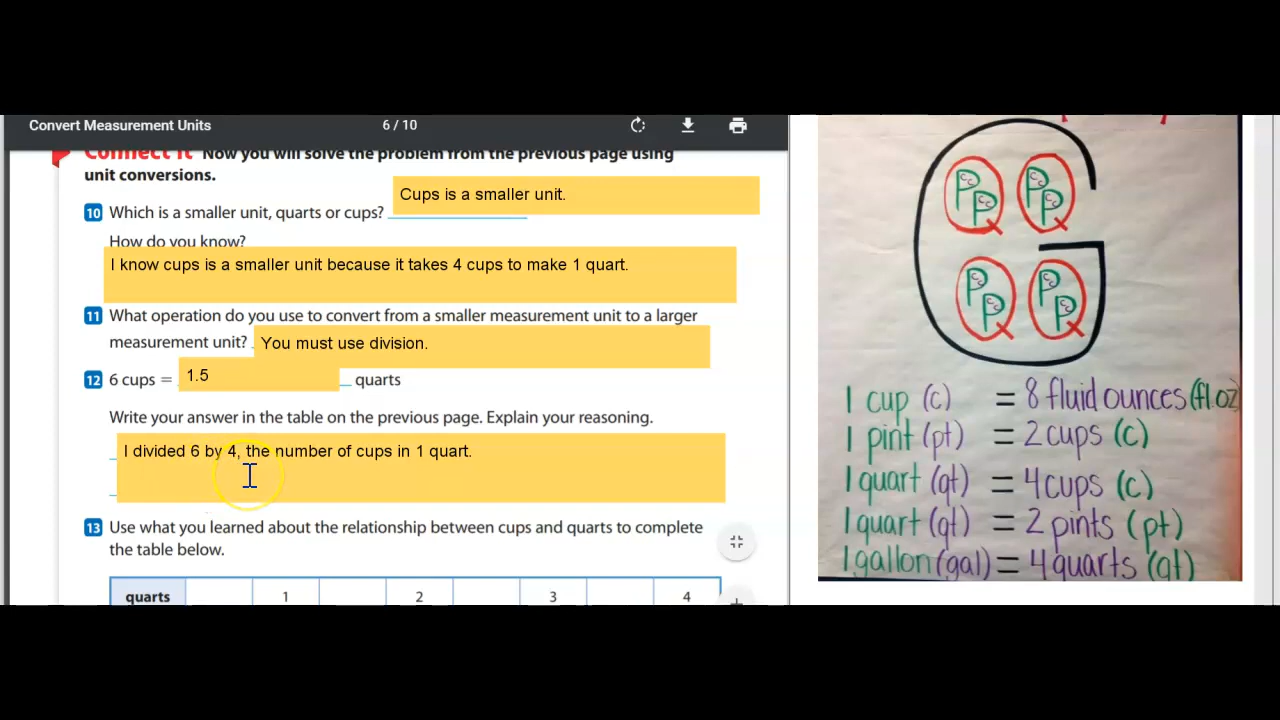 Convert Measurement Units
6 / 10
Connect It Now you will solve the problem from the previous page using
unit conversions.
10 Which is a smaller unit, quarts or cups?
Cups is a smaller unit.
How do you know?
I know cups is a smaller unit because it takes 4 cups to make 1 quart.
11 What operation do you use to convert from a smaller measurement unit to a larger
measurement unit? You must use division.
12 6 cups = 1.5 quarts
Write your answer in the table on the previous page. Explain your reasoning.
I divided 6 by 4, the number of cups in 1 quart.
13 Use what you learned about the relationship between cups and quarts to complete
the table below.
quarts 1 2 3 4
G
Q Q
P P P P
C C C C C C C C
Q Q
P P P P
C C C C C C C C
1 cup (c) = 8 fluid ounces (fl.oz)
1 pint (pt) = 2 cups (c)
1 quart (qt) = 4 cups (c)
1 quart (qt) = 2 pints (pt)
1 gallon (gal) = 4 quarts (qt)